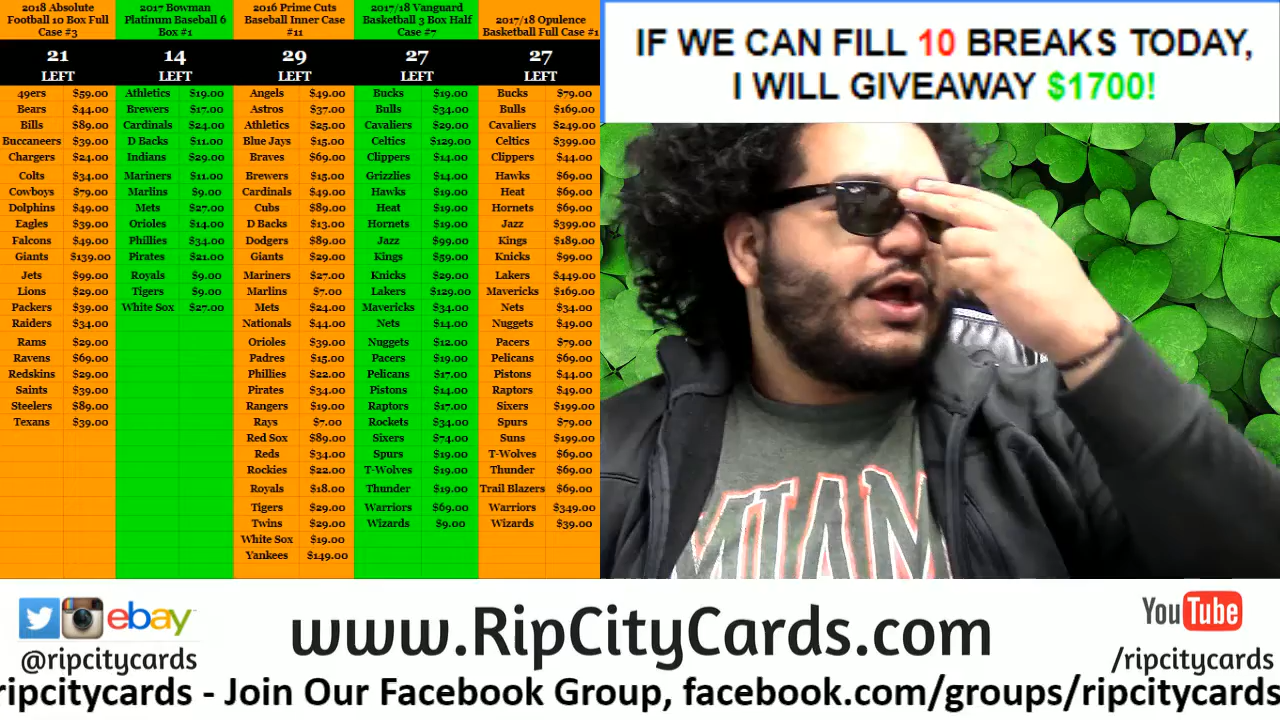 2018 Absolute
Football 10 Box Full
Case #3
21
LEFT
49ers $59.00
Bears $44.00
Bills $89.00
Buccaneers $39.00
Chargers $24.00
Colts $34.00
Cowboys $79.00
Dolphins $49.00
Eagles $39.00
Falcons $49.00
Giants $139.00
Jets $99.00
Lions $29.00
Packers $39.00
Raiders $34.00
Rams $29.00
Ravens $69.00
Redskins $29.00
Saints $39.00
Steelers $89.00
Texans $39.00
2017 Bowman
Platinum Baseball 6
Box #1
14
LEFT
Athletics $19.00
Brewers $17.00
Cardinals $24.00
D Backs $11.00
Indians $29.00
Mariners $11.00
Marlins $9.00
Mets $27.00
Orioles $14.00
Phillies $34.00
Pirates $21.00
Royals $9.00
Tigers $9.00
White Sox $27.00
2016 Prime Cuts
Baseball Inner Case
#11
29
LEFT
Angels $49.00
Astros $37.00
Athletics $25.00
Blue Jays $15.00
Braves $69.00
Brewers $15.00
Cardinals $49.00
Cubs $89.00
D Backs $13.00
Dodgers $89.00
Giants $29.00
Mariners $27.00
Marlins $7.00
Mets $24.00
Nationals $44.00
Orioles $39.00
Padres $15.00
Phillies $22.00
Pirates $34.00
Rangers $19.00
Rays $7.00
Red Sox $89.00
Reds $34.00
Rockies $22.00
Royals $18.00
Tigers $29.00
Twins $29.00
White Sox $19.00
Yankees $149.00
2017/18 Vanguard
Basketball 3 Box Half
Case #7
27
LEFT
Bucks $19.00
Bulls $34.00
Cavaliers $29.00
Celtics $129.00
Clippers $14.00
Grizzlies $14.00
Hawks $19.00
Heat $19.00
Hornets $19.00
Jazz $99.00
Kings $59.00
Knicks $29.00
Lakers $129.00
Mavericks $34.00
Nets $14.00
Nuggets $12.00
Pacers $19.00
Pelicans $17.00
Pistons $14.00
Raptors $17.00
Rockets $34.00
Sixers $74.00
Spurs $19.00
T-Wolves $19.00
Thunder $19.00
Warriors $69.00
Wizards $9.00
2017/18 Opulence
Basketball Full Case #1
27
LEFT
Bucks $79.00
Bulls $169.00
Cavaliers $249.00
Celtics $399.00
Clippers $44.00
Hawks $69.00
Heat $69.00
Hornets $69.00
Jazz $399.00
Kings $189.00
Knicks $99.00
Lakers $449.00
Mavericks $169.00
Nets $34.00
Nuggets $49.00
Pacers $79.00
Pelicans $69.00
Pistons $44.00
Raptors $49.00
Sixers $199.00
Spurs $79.00
Suns $199.00
T-Wolves $69.00
Thunder $69.00
Trail Blazers $69.00
Warriors $349.00
Wizards $39.00
IF WE CAN FILL 10 BREAKS TODAY,
I WILL GIVEAWAY $1700!
MIAM
ebay
@ripcitycards
www.RipCityCards.com
YouTube
/ripcitycards
ripcitycards - Join Our Facebook Group, facebook.com/groups/ripcitycards